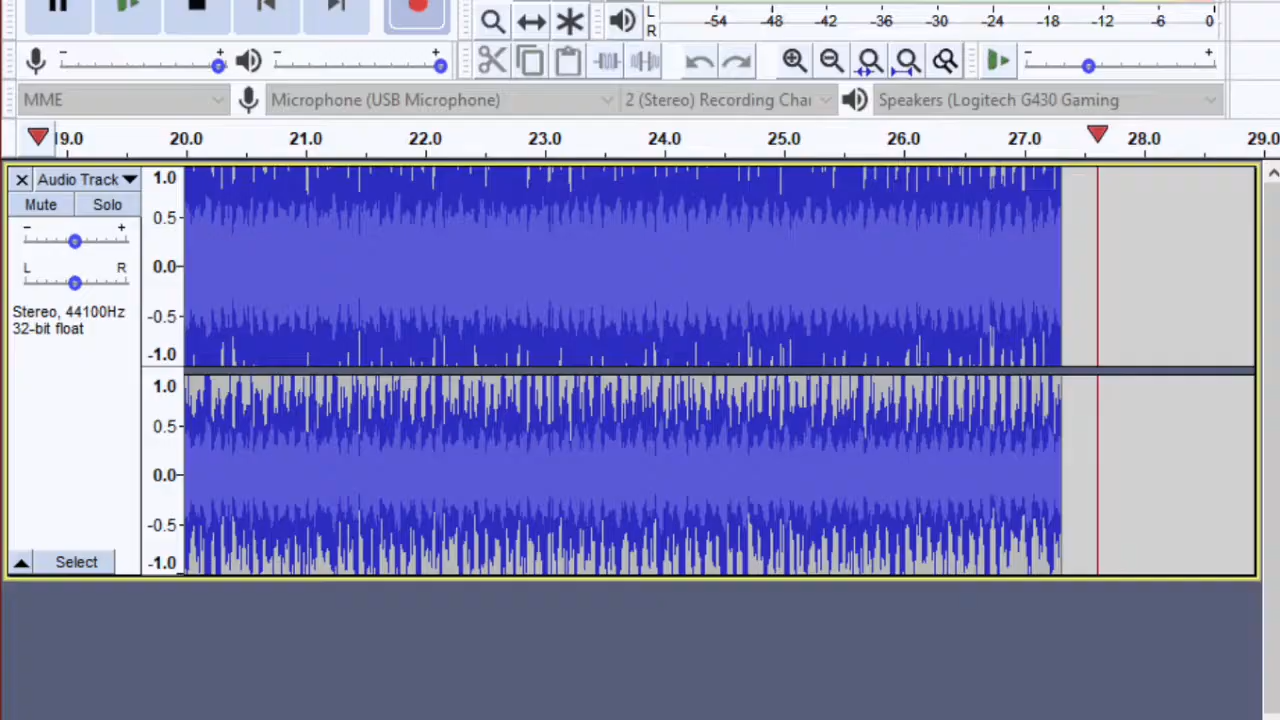 L
R
-54 -48 -42 -36 -30 -24 -18 -12 -6 0
- + - + - +
MME Microphone (USB Microphone) 2 (Stereo) Recording Chai Speakers (Logitech G430 Gaming
19.0 20.0 21.0 22.0 23.0 24.0 25.0 26.0 27.0 28.0 29.0
Audio Track
Mute Solo
- +
L R
Stereo, 44100Hz
32-bit float
Select
1.0
0.5
0.0
-0.5
-1.0
1.0
0.5
0.0
-0.5
-1.0